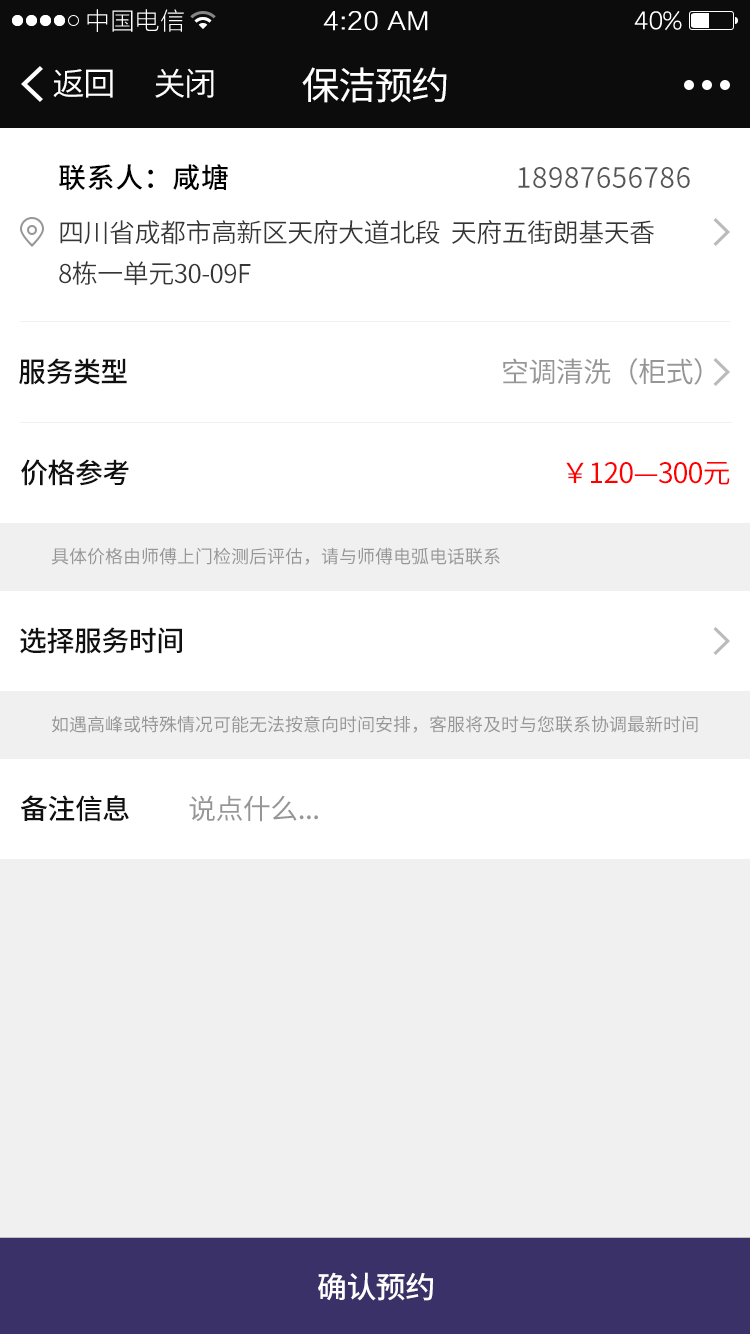 中国电信 4:20 AM 40%
返回 关闭 保洁预约
联系人：咸塘 18987656786
四川省成都市高新区天府大道北段 天府五街朗基天香
8栋一单元30-09F
服务类型 空调清洗（柜式）
价格参考 ￥120—300元
具体价格由师傅上门检测后评估，请与师傅电弧电话联系
选择服务时间
如遇高峰或特殊情况可能无法按意向时间安排，客服将及时与您联系协调最新时间
备注信息 说点什么...
确认预约